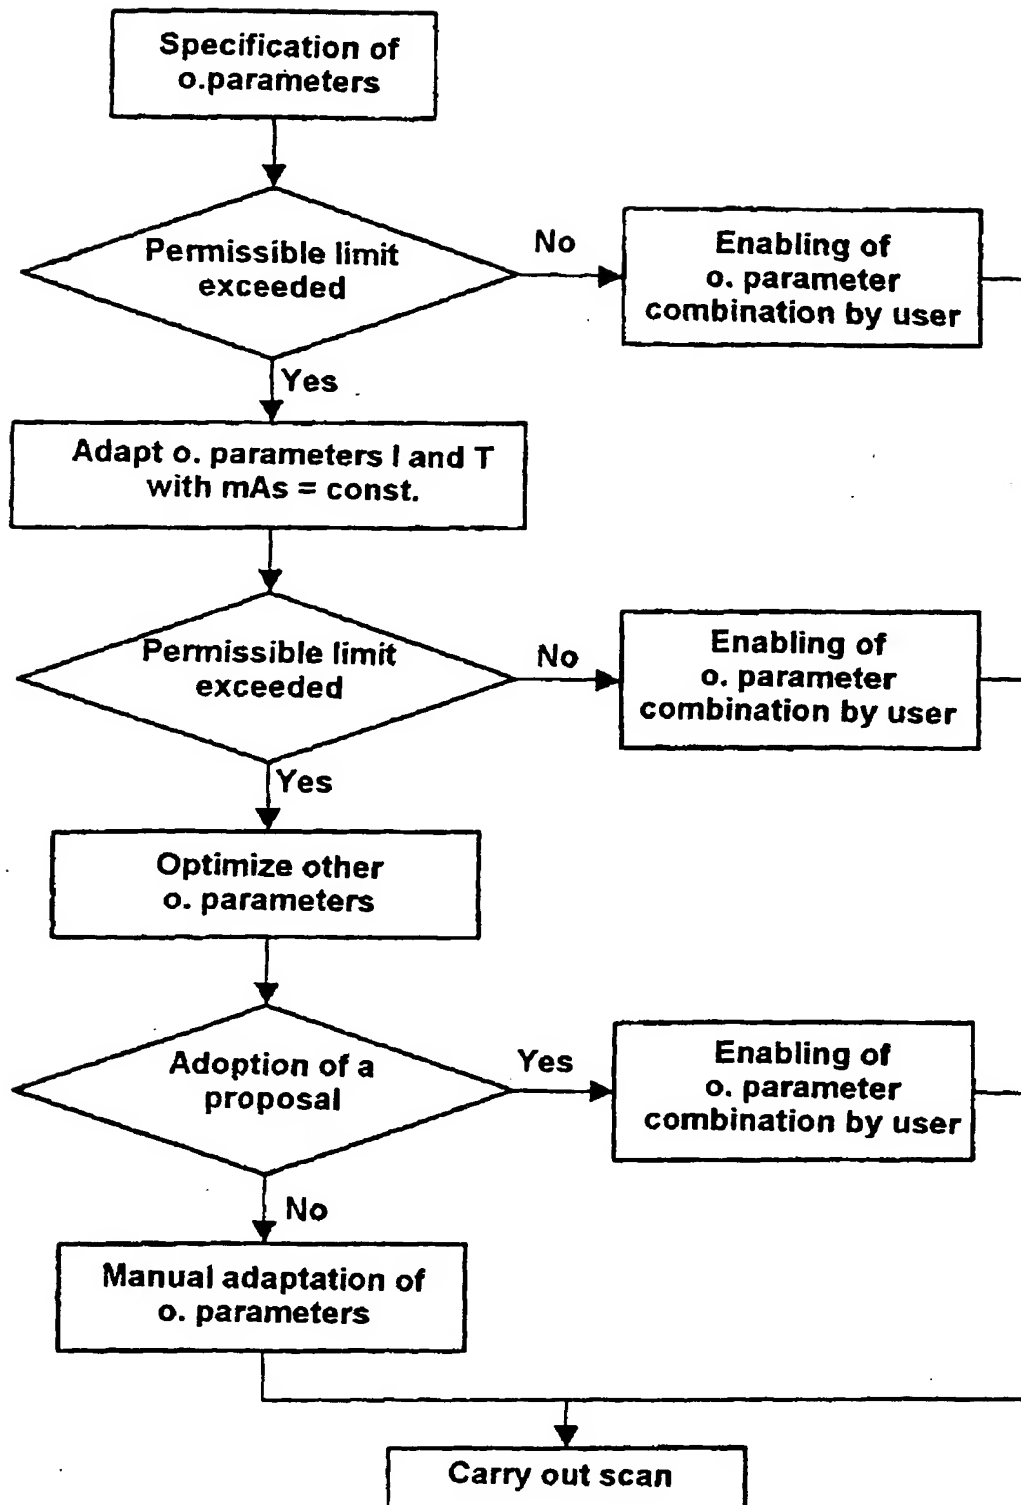 Specification of
o.parameters
Permissible limit
exceeded
No
Enabling of
o. parameter
combination by user
Yes
Adapt o. parameters I and T
with mAs = const.
Permissible limit
exceeded
No
Enabling of
o. parameter
combination by user
Yes
Optimize other
o. parameters
Adoption of a
proposal
Yes
Enabling of
o. parameter
combination by user
No
Manual adaptation of
o. parameters
Carry out scan